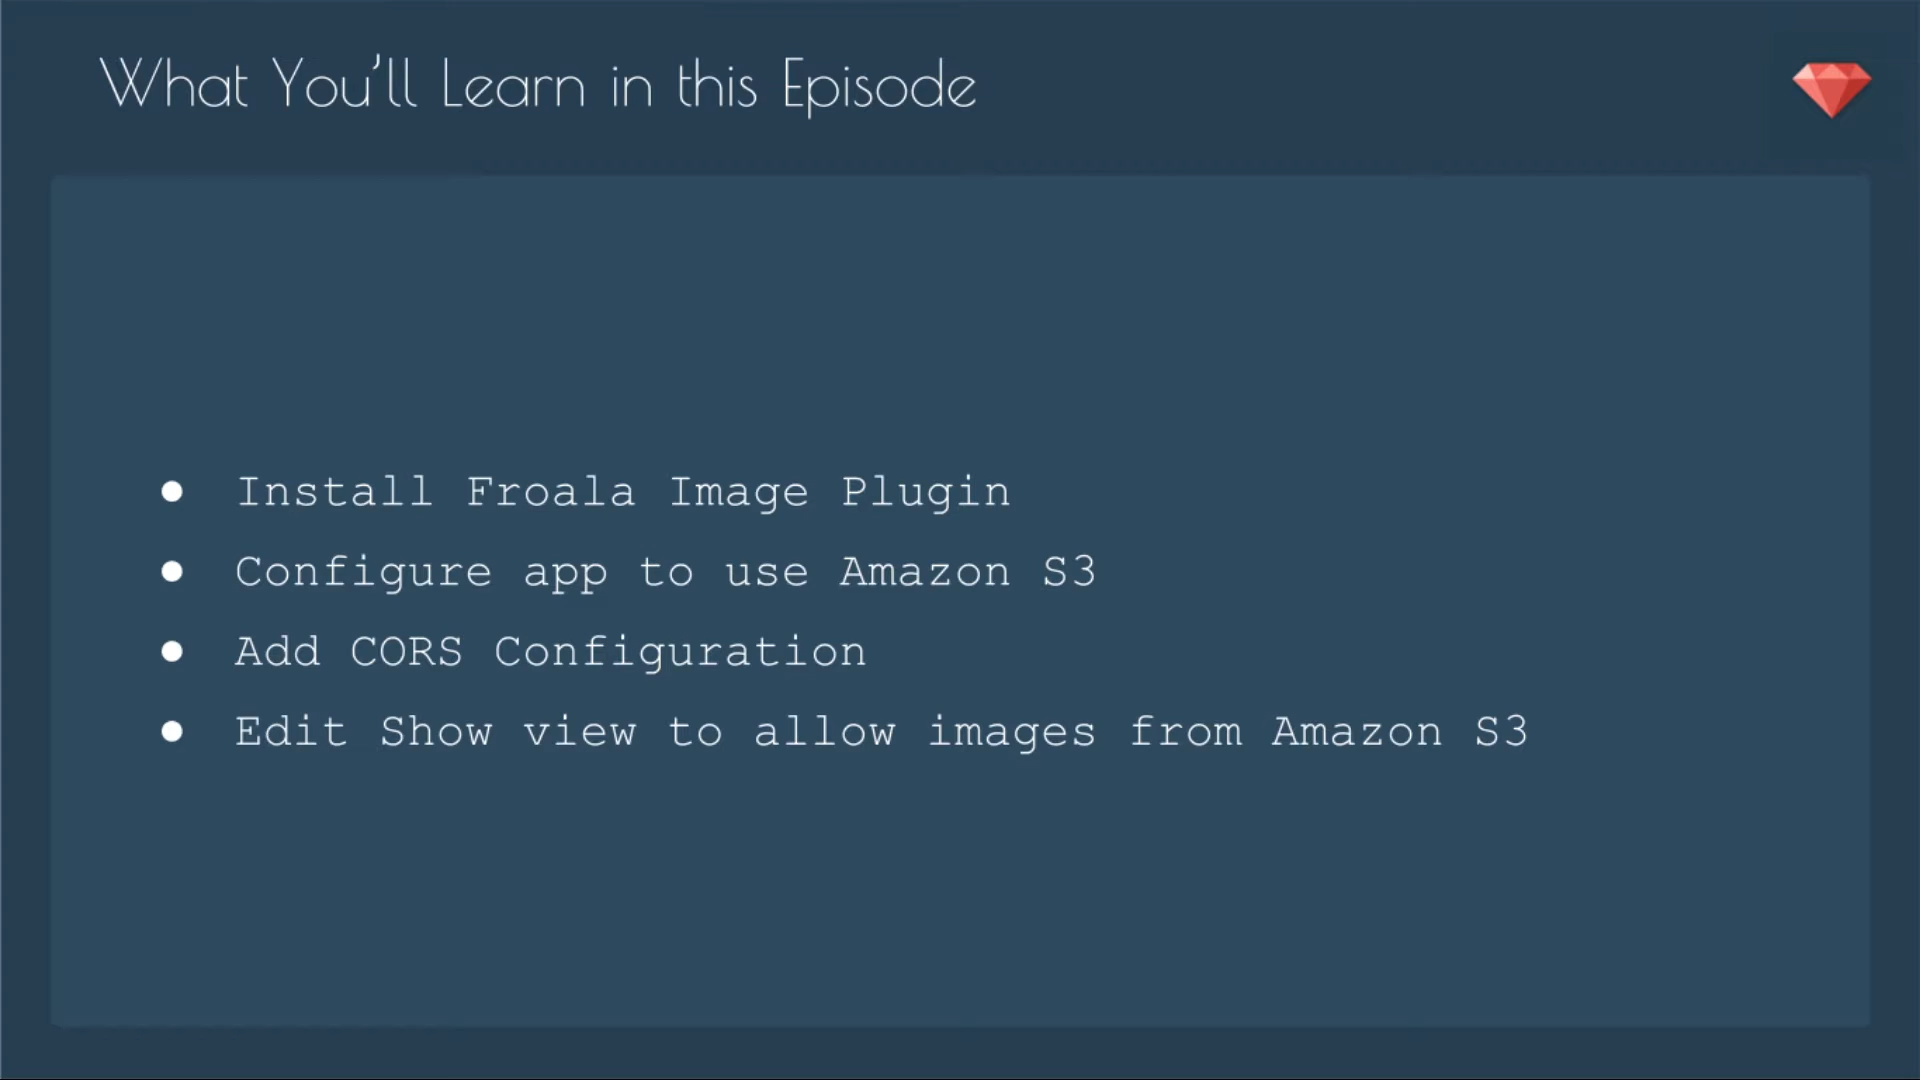 What You’ll Learn in this Episode
● Install Froala Image Plugin
● Configure app to use Amazon S3
● Add CORS Configuration
● Edit Show view to allow images from Amazon S3